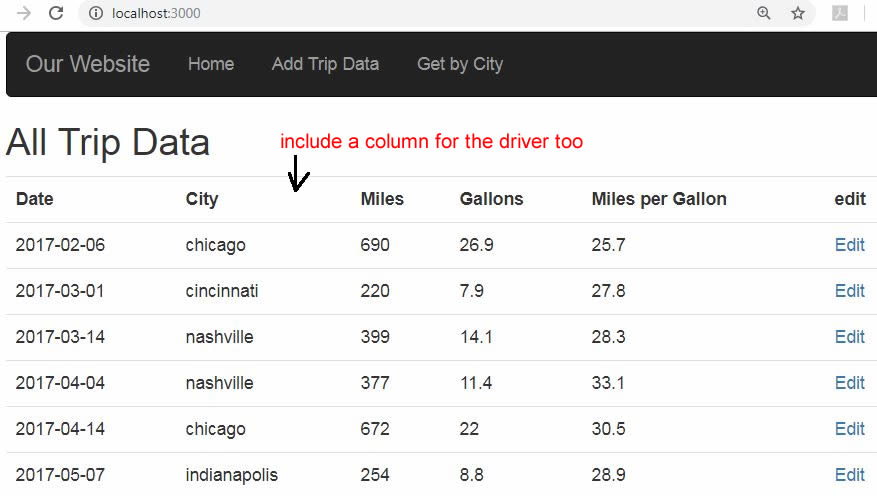 localhost:3000
Our Website Home Add Trip Data Get by City
All Trip Data
include a column for the driver too
Date City Miles Gallons Miles per Gallon edit
2017-02-06 chicago 690 26.9 25.7 Edit
2017-03-01 cincinnati 220 7.9 27.8 Edit
2017-03-14 nashville 399 14.1 28.3 Edit
2017-04-04 nashville 377 11.4 33.1 Edit
2017-04-14 chicago 672 22 30.5 Edit
2017-05-07 indianapolis 254 8.8 28.9 Edit